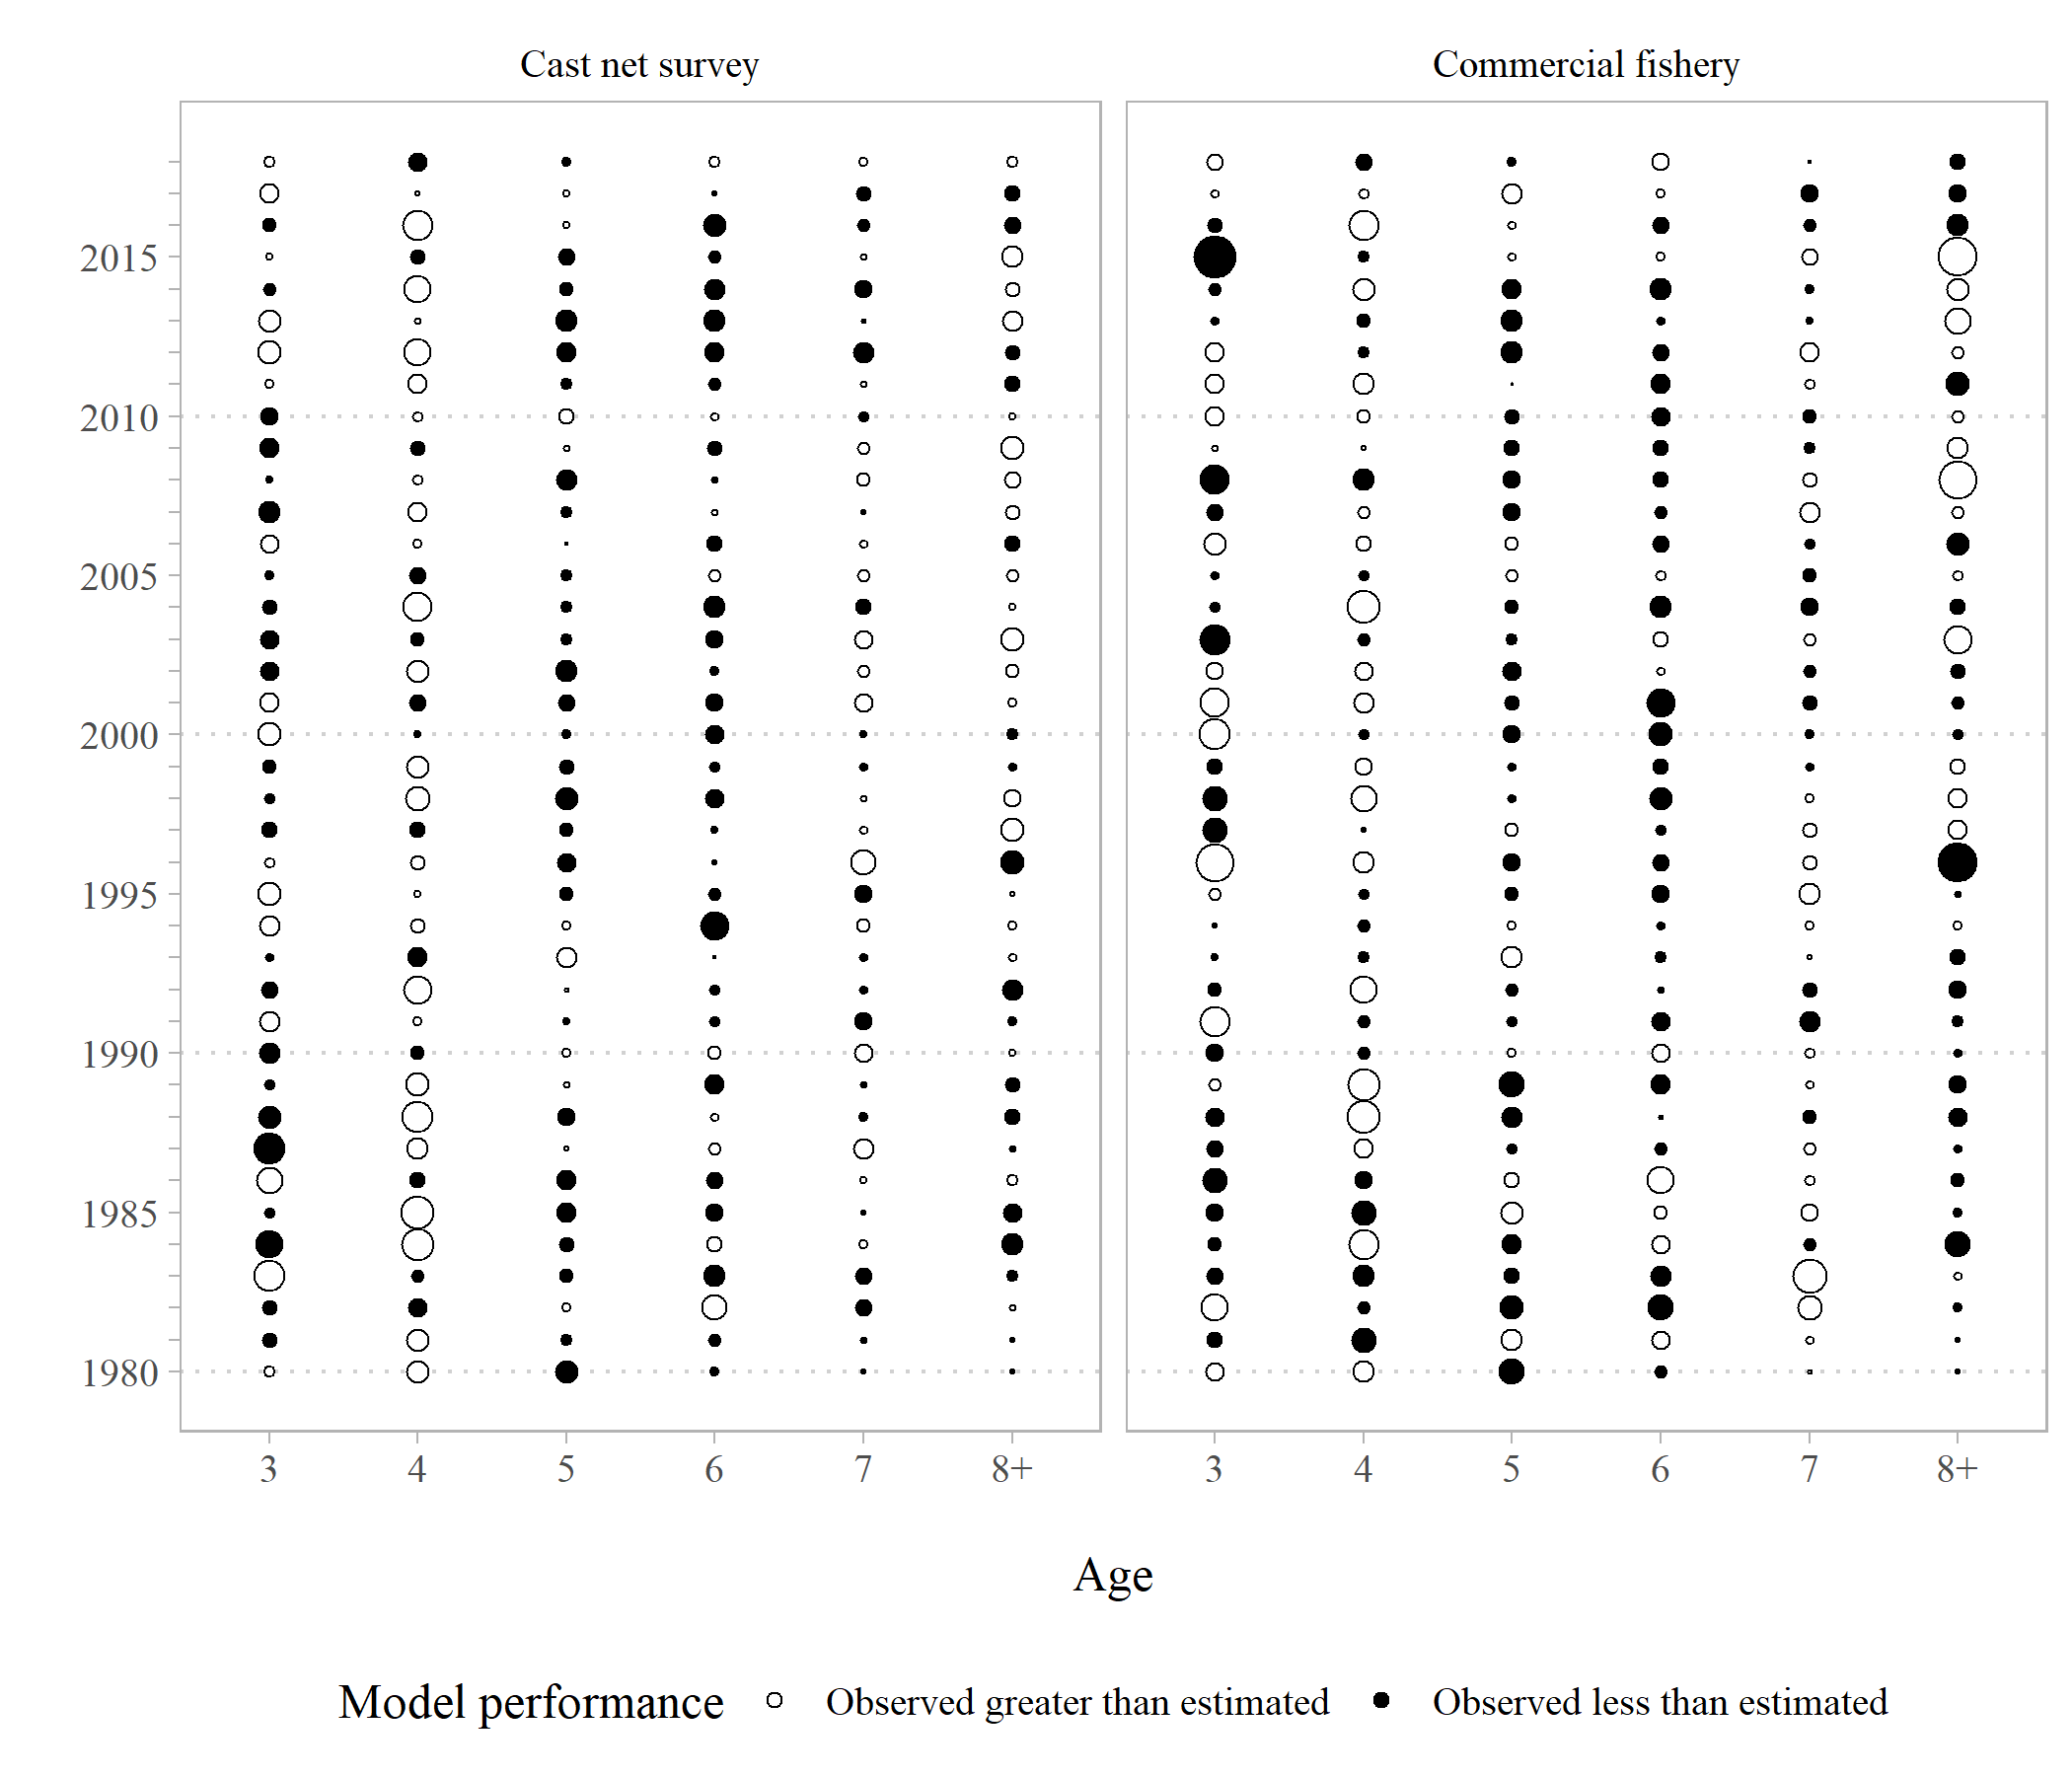 Cast net survey
Commercial fishery
2015
2010
2005
2000
1995
1990
1985
1980
3 4 5 6 7 8+
3 4 5 6 7 8+
Age
Model performance Observed greater than estimated Observed less than estimated